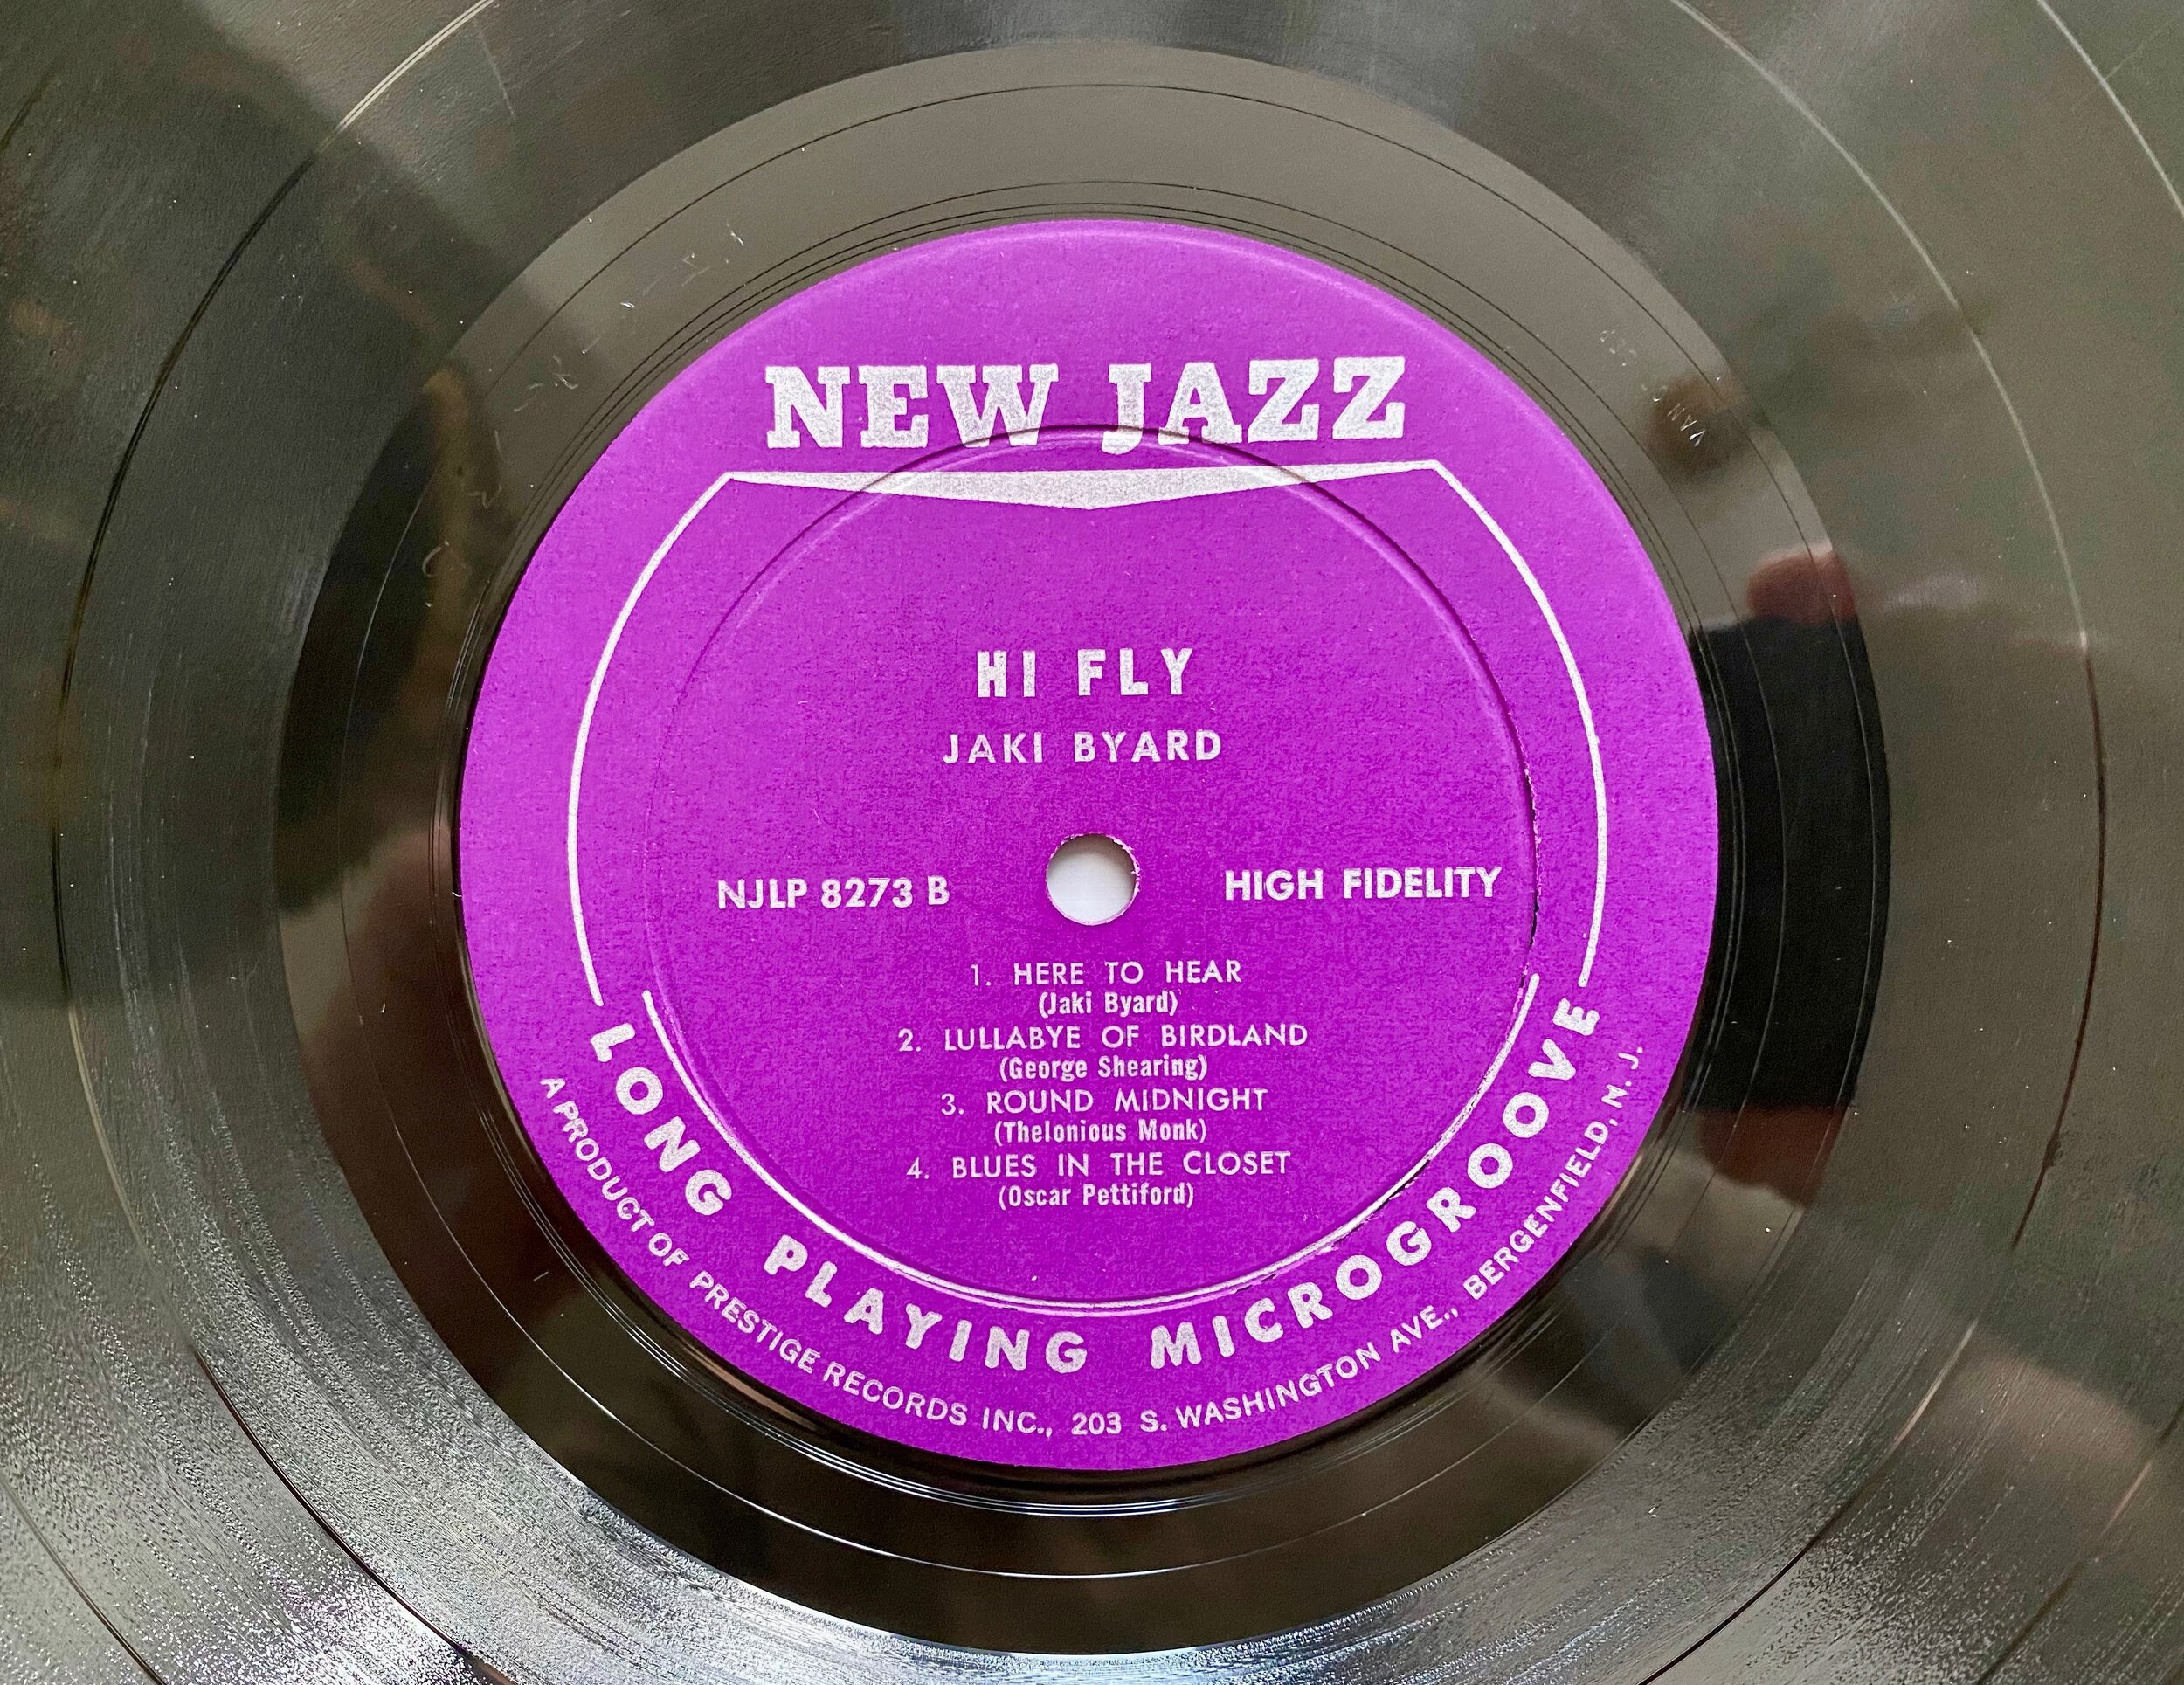 NEW JAZZ
HI FLY
JAKI BYARD
NJLP 8273 B
HIGH FIDELITY
1. HERE TO HEAR
(Jaki Byard)
2. LULLABYE OF BIRDLAND
(George Shearing)
3. ROUND MIDNIGHT
(Thelonious Monk)
4. BLUES IN THE CLOSET
(Oscar Pettiford)
LONG PLAYING MICROGROOVE
A PRODUCT OF PRESTIGE RECORDS INC., 203 S. WASHINGTON AVE., BERGENFIELD, N. J.
VAN